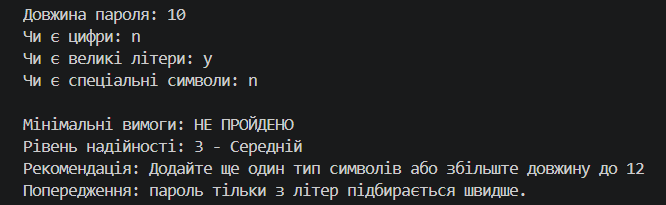 Довжина пароля: 10
Чи є цифри: n
Чи є великі літери: y
Чи є спеціальні символи: n
Мінімальні вимоги: НЕ ПРОЙДЕНО
Рівень надійності: 3 - Середній
Рекомендація: Додайте ще один тип символів або збільште довжину до 12
Попередження: пароль тільки з літер підбирається швидше.